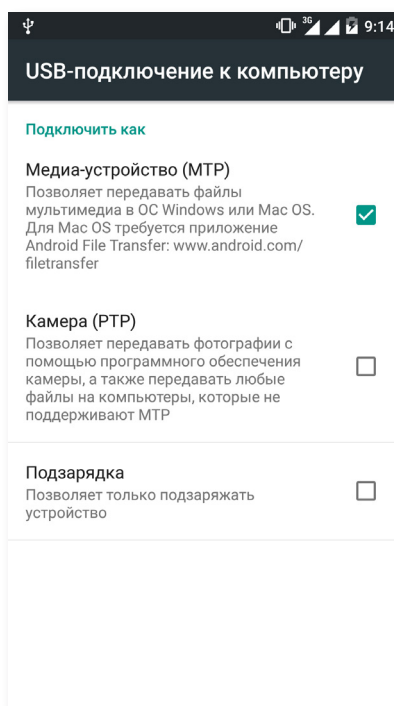 3G 9:14
USB-подключение к компьютеру
Подключить как
Медиа-устройство (MTP)
Позволяет передавать файлы
мультимедиа в ОС Windows или Mac OS.
Для Mac OS требуется приложение
Android File Transfer: www.android.com/
filetransfer
Камера (PTP)
Позволяет передавать фотографии с
помощью программного обеспечения
камеры, а также передавать любые
файлы на компьютеры, которые не
поддерживают MTP
Подзарядка
Позволяет только подзаряжать
устройство